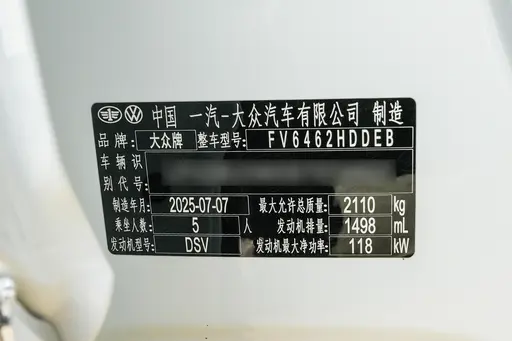 中国 一汽-大众汽车有限公司 制造
品牌: 大众牌 整车型号: FV6462HDDEB
车辆识
别代号:
制造年月: 2025-07-07 最大允许总质量: 2110 kg
乘坐人数: 5 人 发动机排量: 1498 mL
发动机型号: DSV 发动机最大净功率: 118 kW